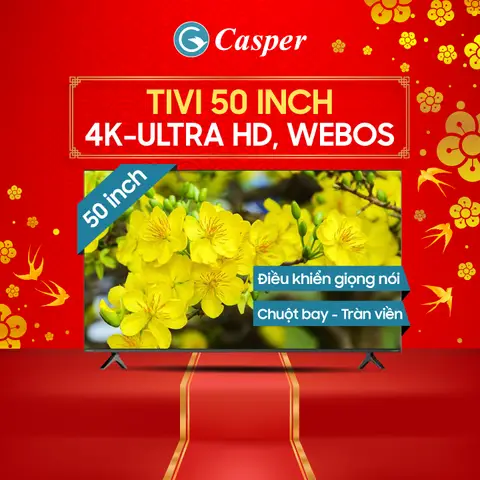 Casper
TIVI 50 INCH
4K-ULTRA HD, WEBOS
50 inch
Điều khiển giọng nói
Chuột bay - Tràn viền